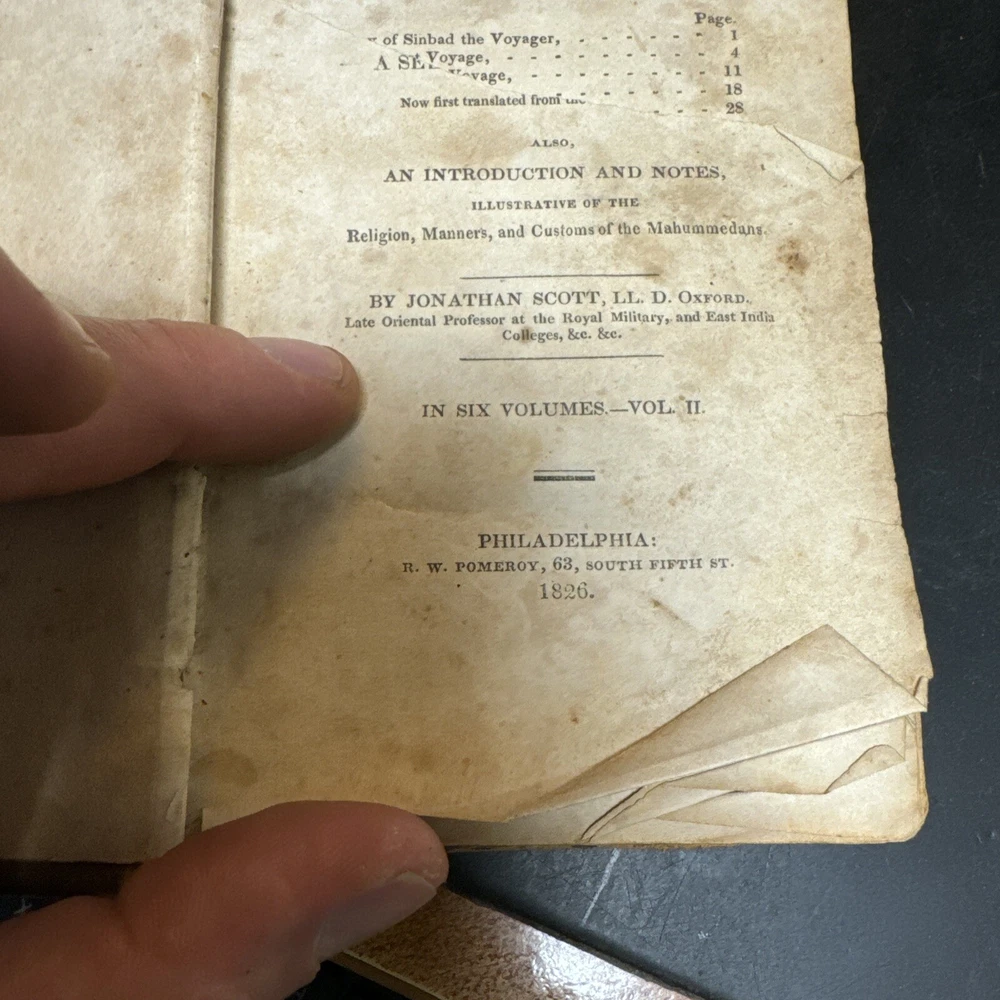 Page.
of Sinbad the Voyager, - - - - - - 1
Voyage, - - - - - - - 4
A SE
Voyage, - - - - - - - 11
- - - - 18
Now first translated from the
- - - 28
ALSO,
AN INTRODUCTION AND NOTES,
ILLUSTRATIVE OF THE
Religion, Manners, and Customs of the Mahummedans.
BY JONATHAN SCOTT, LL. D. OXFORD.
Late Oriental Professor at the Royal Military, and East India
Colleges, &c. &c.
IN SIX VOLUMES.—VOL. II.
PHILADELPHIA:
R. W. POMEROY, 63, SOUTH FIFTH ST.
1826.